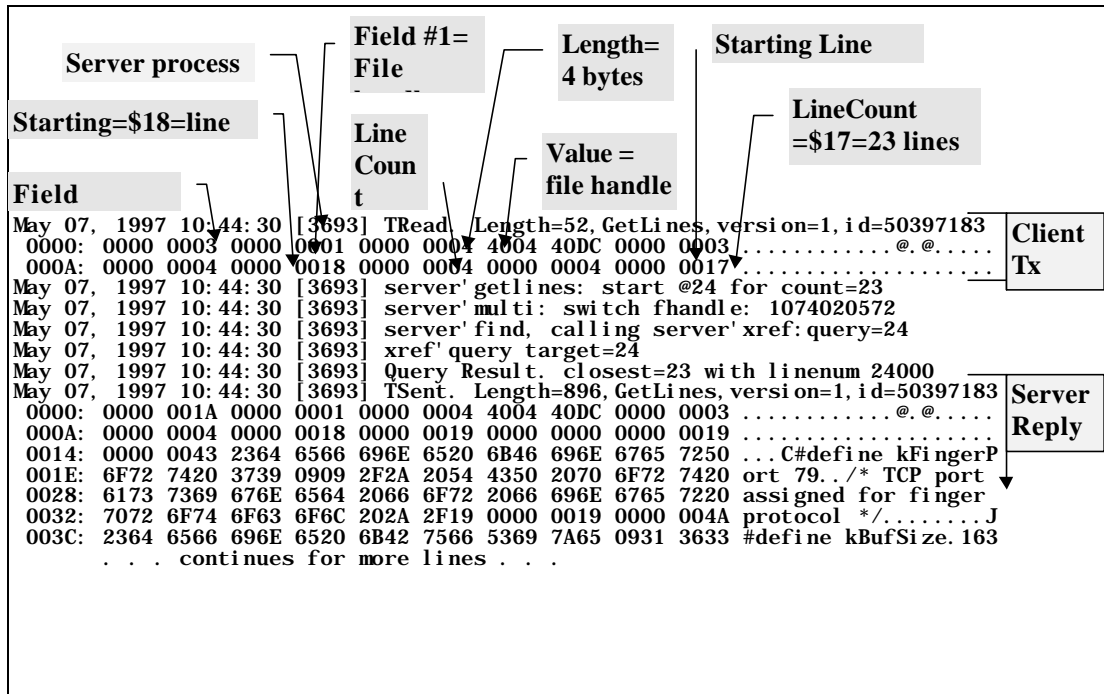 Server process
Field #1=
File
Length=
4 bytes
Starting Line
Starting=$18=line
Line
Coun
t
Value =
file handle
LineCount
=$17=23 lines
Field
May 07, 1997 10:44:30 [3693] TRead. Length=52,GetLines,version=1,id=50397183
0000: 0000 0003 0000 0001 0000 0004 4004 40DC 0000 0003 ............@.@.....
000A: 0000 0004 0000 0018 0000 0004 0000 0004 0000 0017 ....................
May 07, 1997 10:44:30 [3693] server'getlines: start @24 for count=23
May 07, 1997 10:44:30 [3693] server'multi: switch fhandle: 1074020572
May 07, 1997 10:44:30 [3693] server'find, calling server'xref:query=24
May 07, 1997 10:44:30 [3693] xref'query target=24
May 07, 1997 10:44:30 [3693] Query Result. closest=23 with linenum 24000
May 07, 1997 10:44:30 [3693] TSent. Length=896,GetLines,version=1,id=50397183
0000: 0000 001A 0000 0001 0000 0004 4004 40DC 0000 0003 ............@.@.....
000A: 0000 0004 0000 0018 0000 0019 0000 0000 0000 0019 ....................
0014: 0000 0043 2364 6566 696E 6520 6B46 696E 6765 7250 ...C#define kFingerP
001E: 6F72 7420 3739 0909 2F2A 2054 4350 2070 6F72 7420 ort 79../* TCP port
0028: 6173 7369 676E 6564 2066 6F72 2066 696E 6765 7220 assigned for finger
0032: 7072 6F74 6F63 6F6C 202A 2F19 0000 0019 0000 004A protocol */........J
003C: 2364 6566 696E 6520 6B42 7566 5369 7A65 0931 3633 #define kBufSize.163
. . . continues for more lines . . .
Client
Tx
Server
Reply